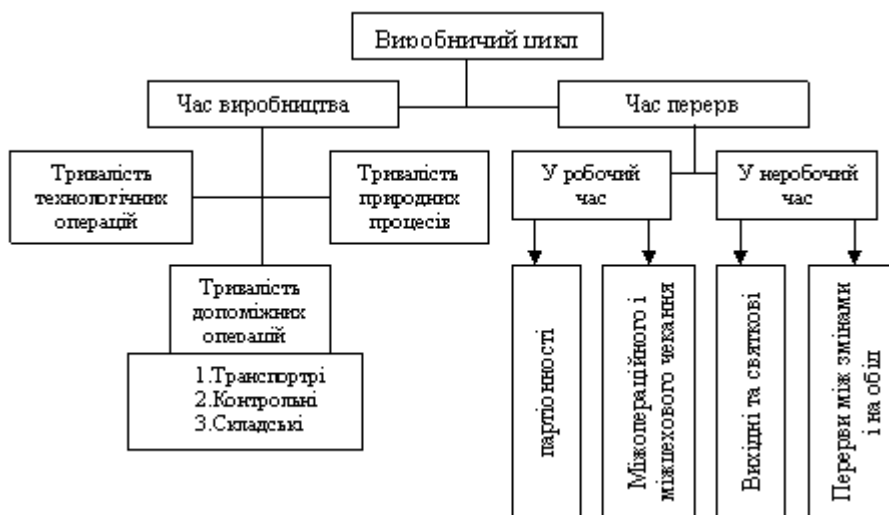 Виробничий цикл
Час виробництва
Час перерв
Тривалість
технологічних
операцій
Тривалість
природних
процесів
У робочий
час
У неробочий
час
Тривалість
допоміжних
операцій
1.Транспортрі
2.Контрольні
3.Складські
партіонності
Міжопераційного і
міжцехового чекання
Вихідні та святкові
Перерви між змінами
і на обід